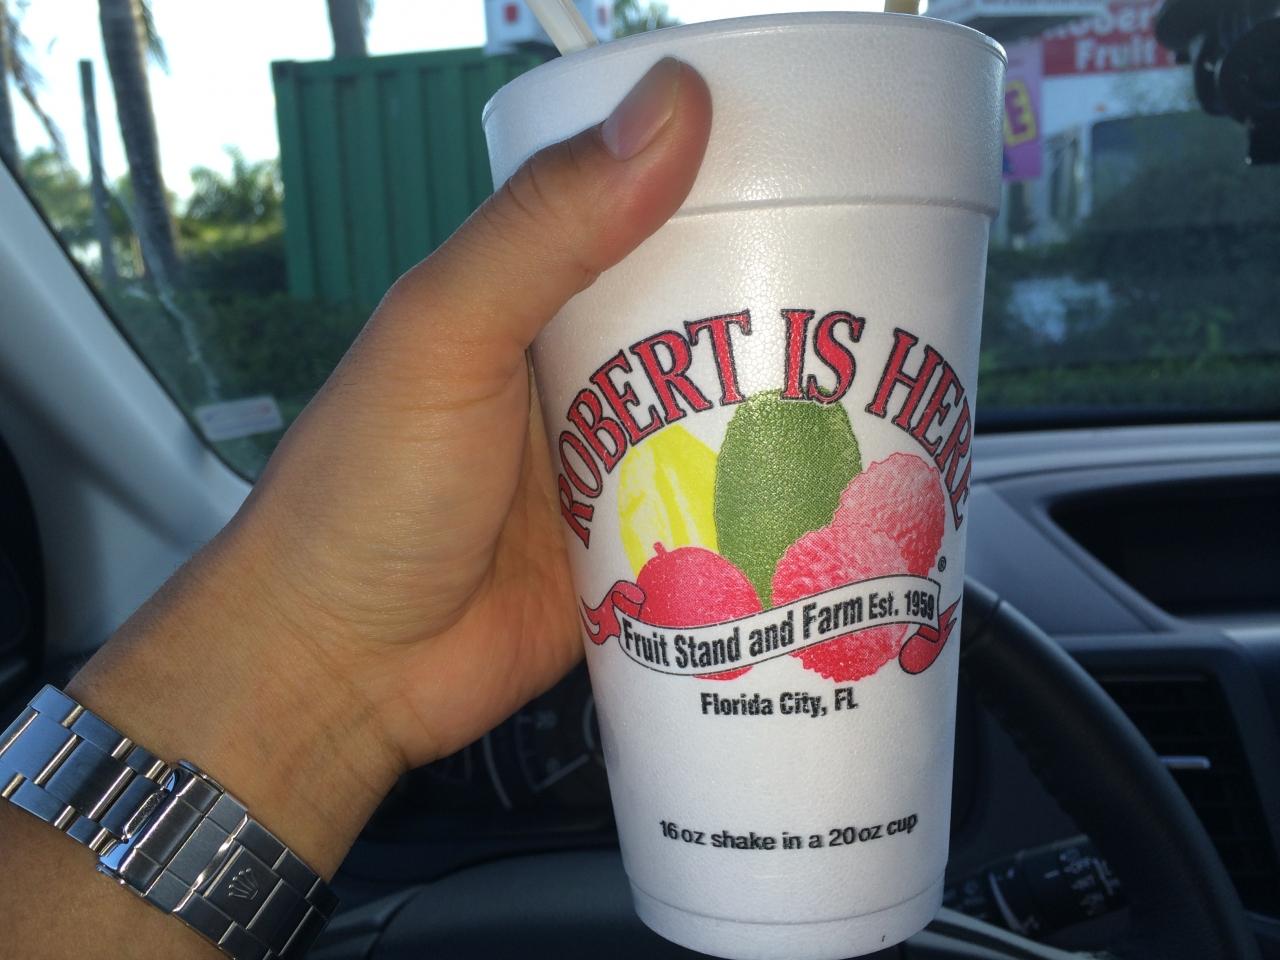 Fruit
ROBERT IS HERE
®
Fruit Stand and Farm Est. 1959
Florida City, FL
16 oz shake in a 20 oz cup